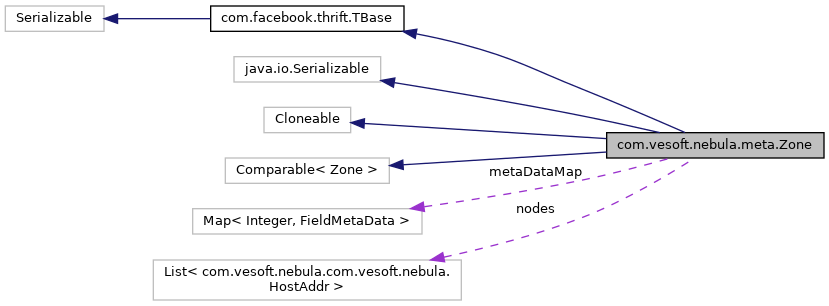 Serializable
com.facebook.thrift.TBase
java.io.Serializable
Cloneable
com.vesoft.nebula.meta.Zone
Comparable< Zone >
metaDataMap
Map< Integer, FieldMetaData >
nodes
List< com.vesoft.nebula.com.vesoft.nebula.
HostAddr >